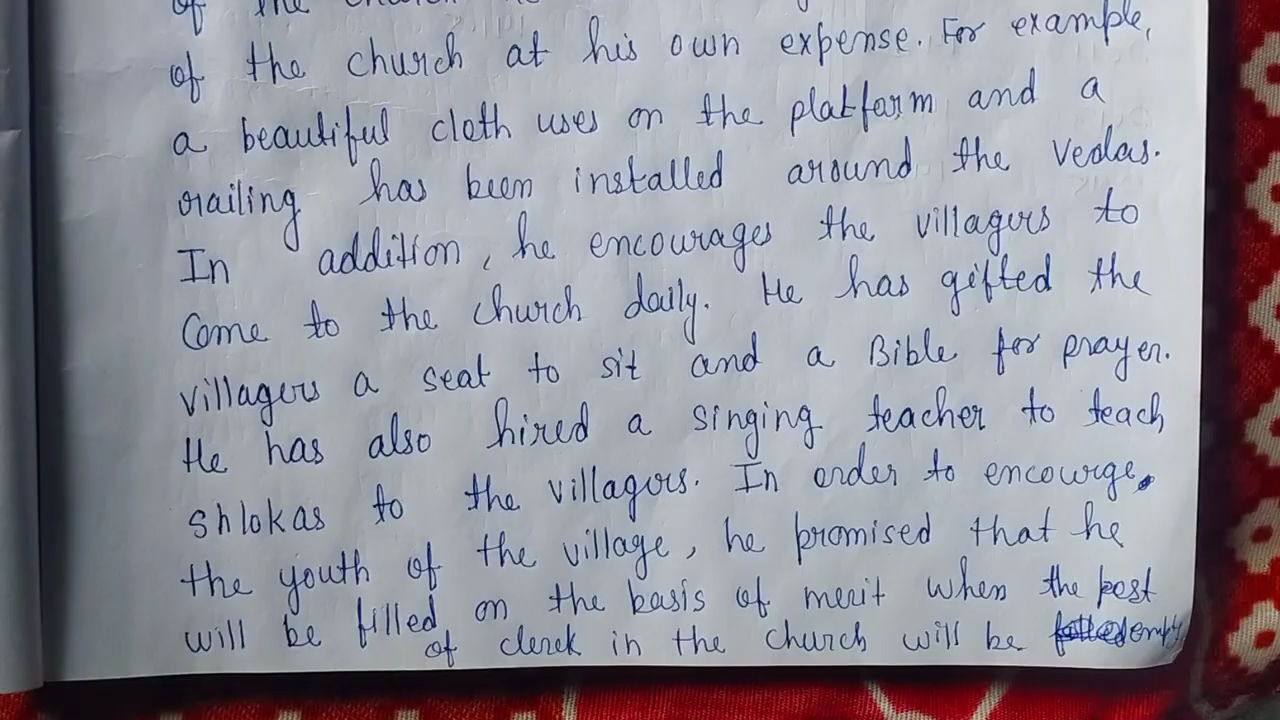 of the church
of the church at his own expense. For example,
a beautiful cloth uses on the platform and a
railing has been installed around the Vedas.
In addition, he encourages the villagers to
Come to the church daily. He has gifted the
villagers a seat to sit and a Bible for prayer.
He has also hired a singing teacher to teach
Shlokas to the villagers. In order to encourge
the youth of the village, he promised that he
will be filled on the basis of merit when the post
of clerk in the church will be empty